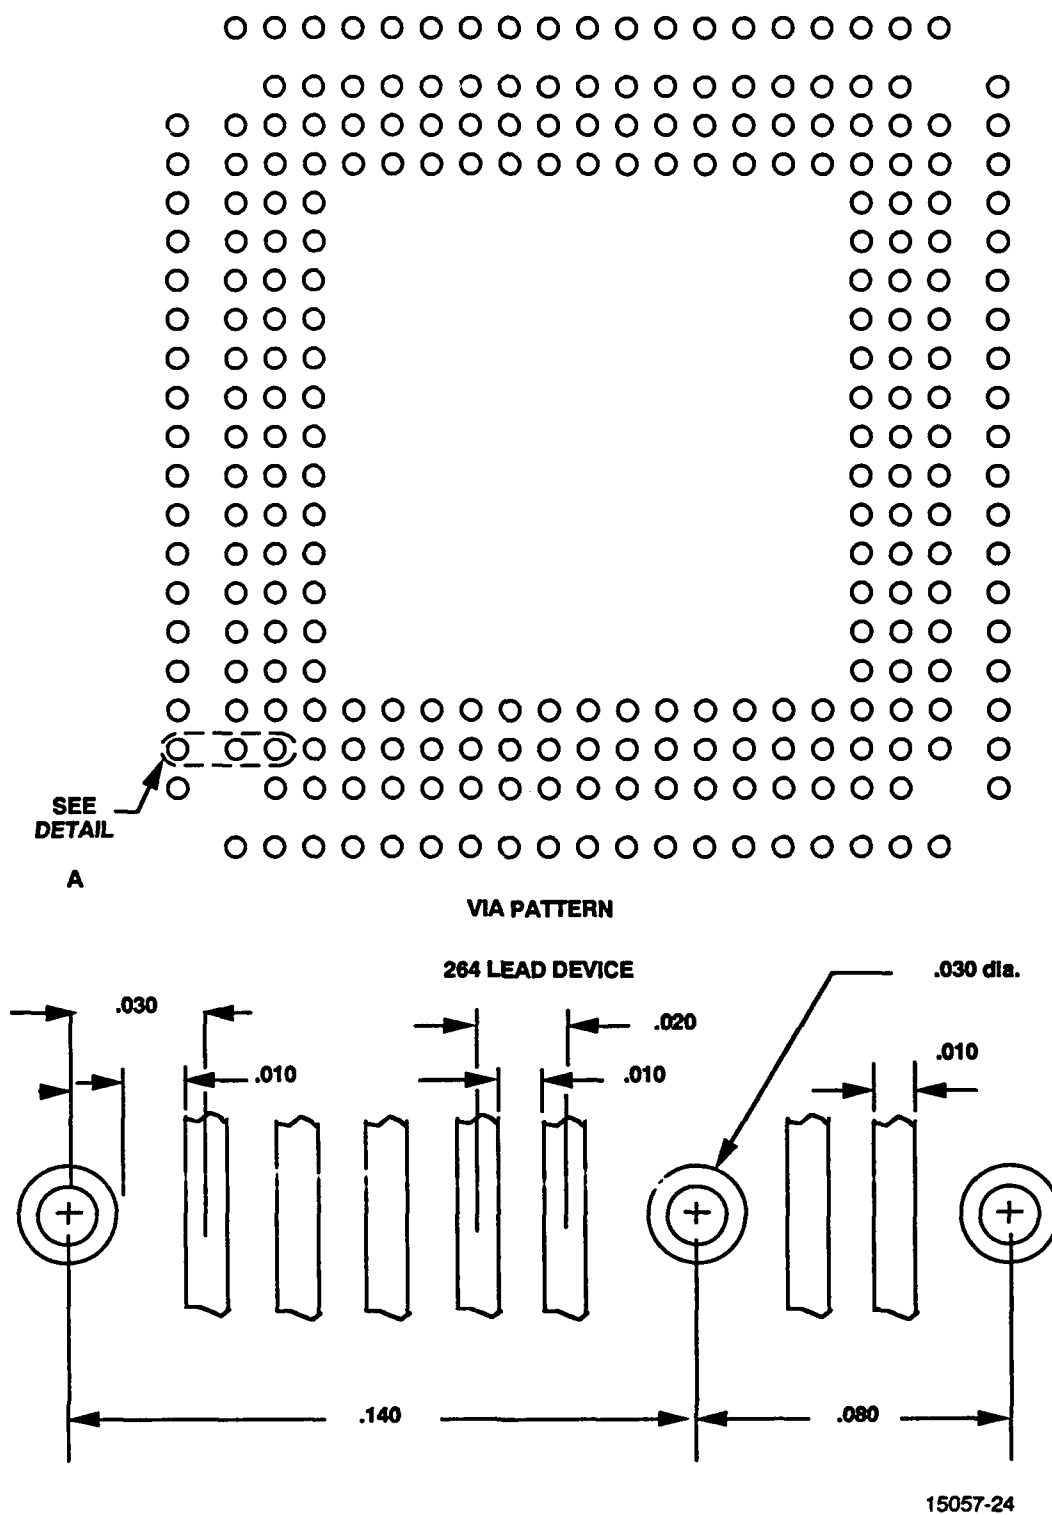 SEE
DETAIL
A
VIA PATTERN
264 LEAD DEVICE
.030 dia.
.030
.020
.010
.010
.010
.140
.080
15057-24